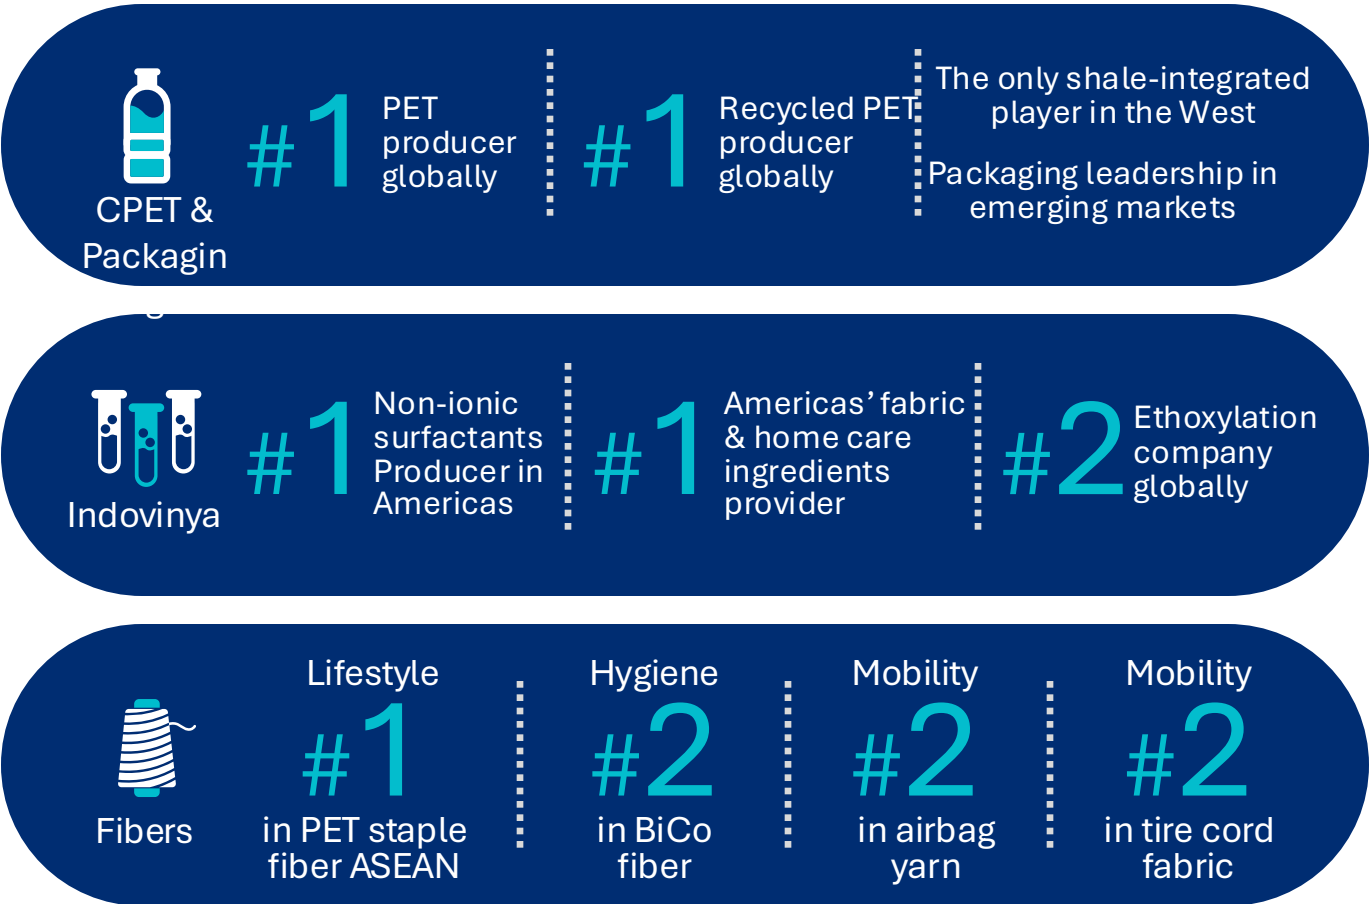 CPET &
Packagin
g
#1
PET
producer
globally
#1
Recycled PET
producer
globally
The only shale-integrated
player in the West
Packaging leadership in
emerging markets
Indovinya
#1
Non-ionic
surfactants
Producer in
Americas
#1
Americas’ fabric
& home care
ingredients
provider
#2
Ethoxylation
company
globally
Fibers
Lifestyle
#1
in PET staple
fiber ASEAN
Hygiene
#2
in BiCo
fiber
Mobility
#2
in airbag
yarn
Mobility
#2
in tire cord
fabric